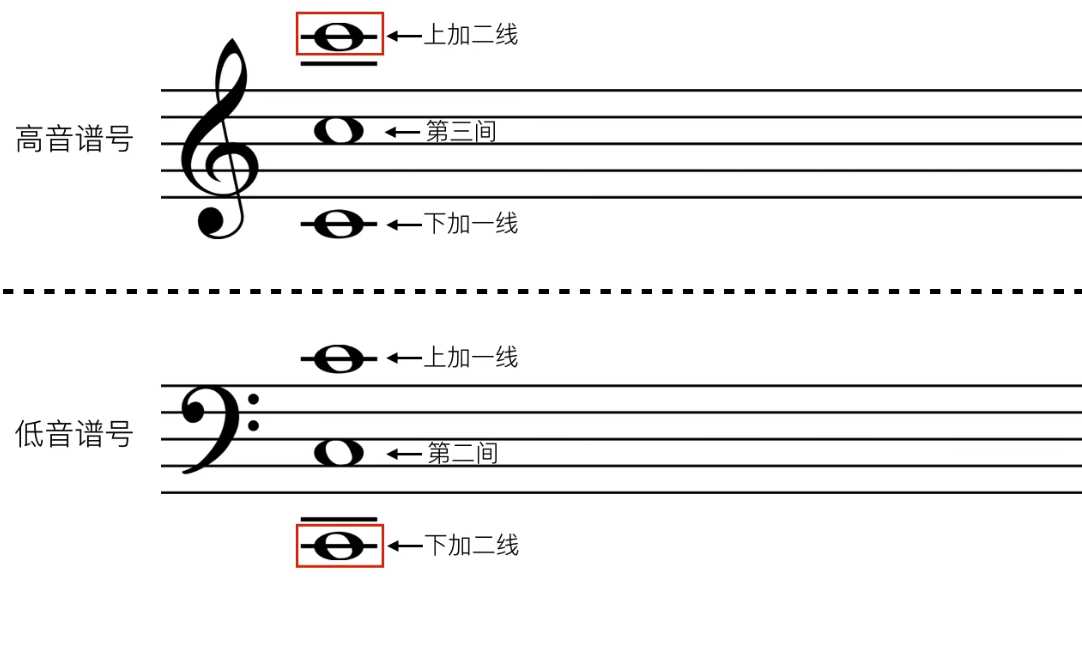 上加二线
第三间
高音谱号
下加一线
上加一线
低音谱号
第二间
下加二线